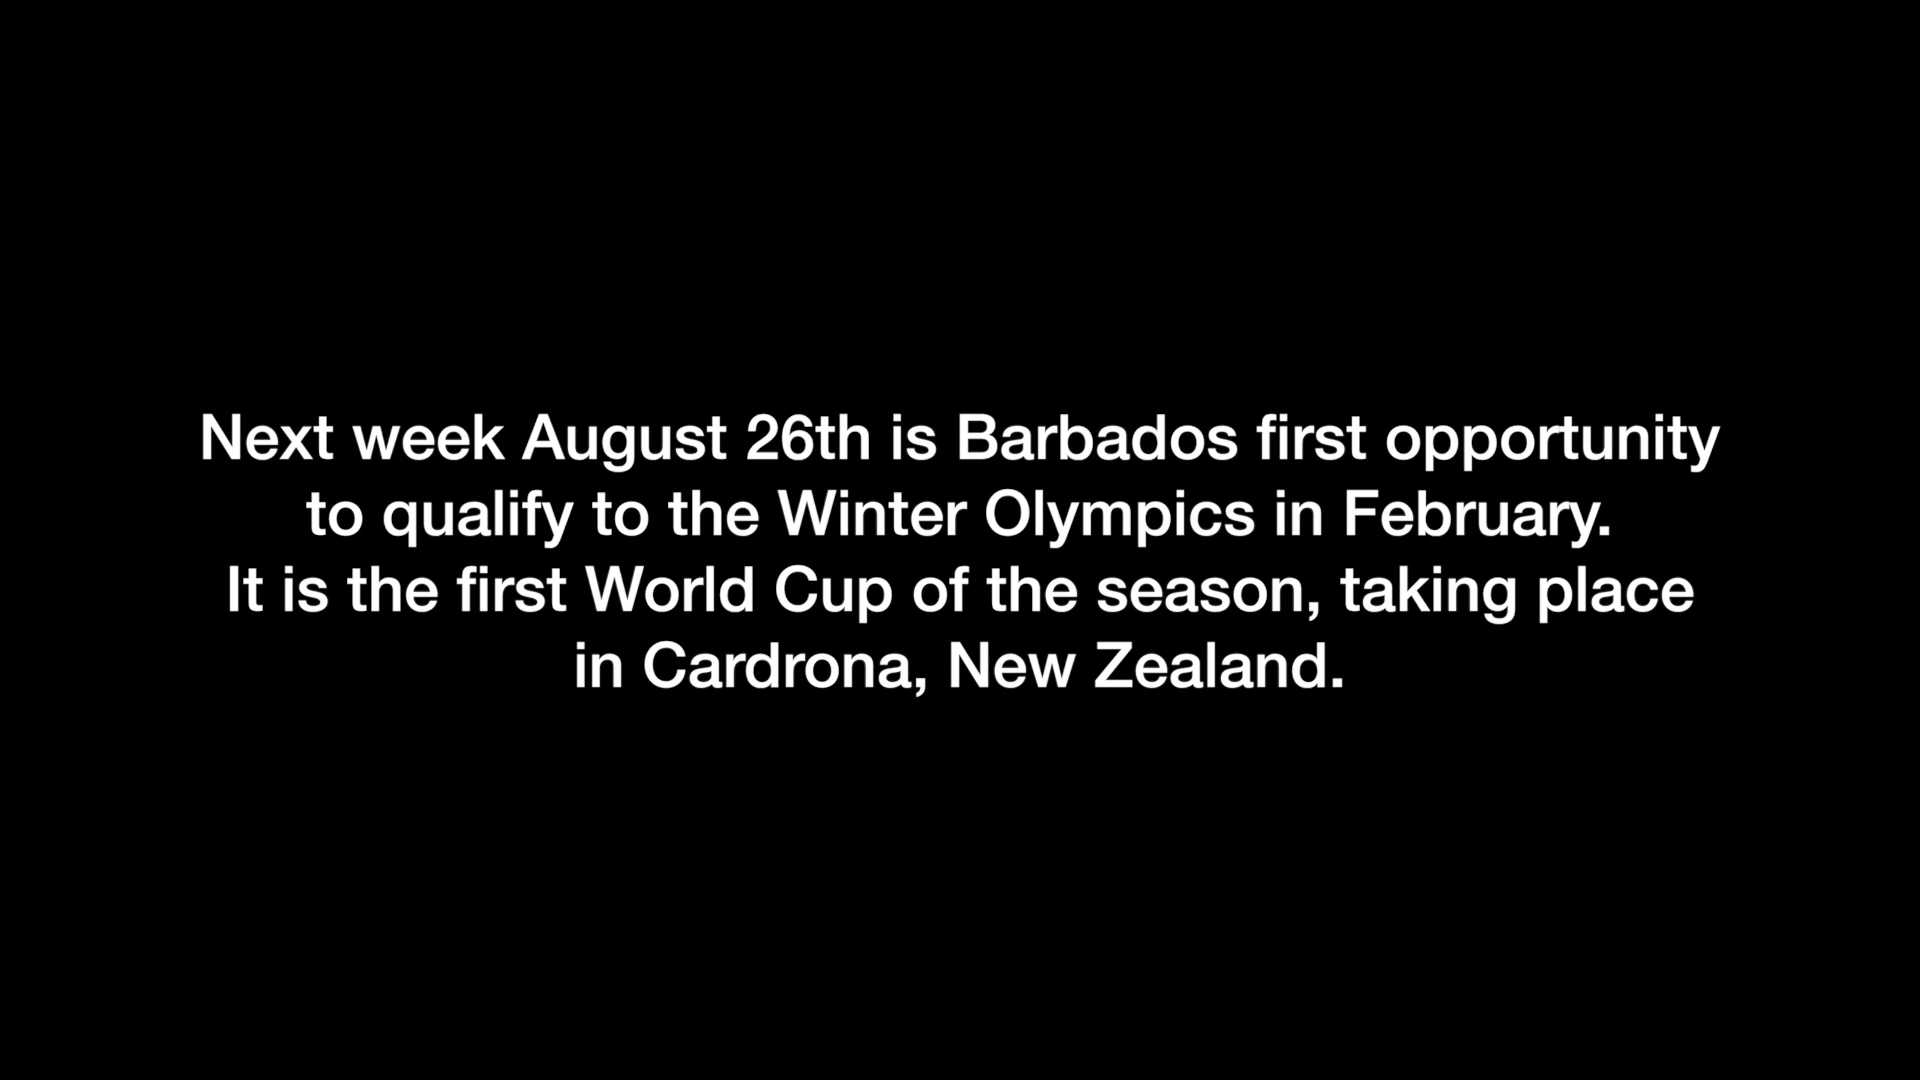 Next week August 26th is Barbados first opportunity
to qualify to the Winter Olympics in February.
It is the first World Cup of the season, taking place
in Cardrona, New Zealand.